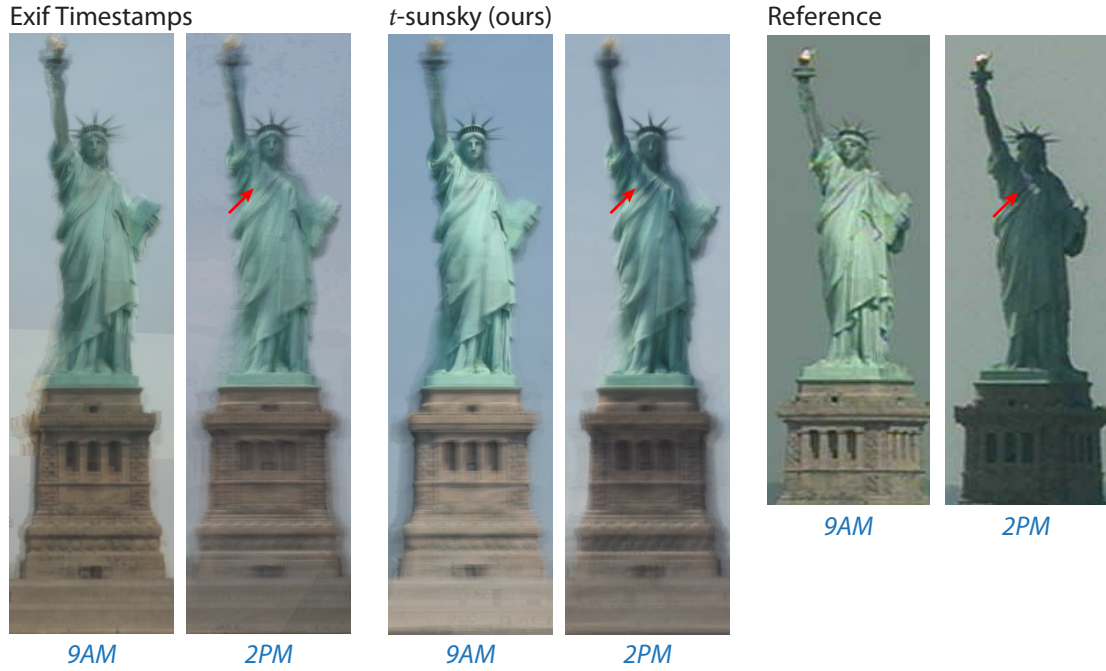 Exif Timestamps
t-sunsky (ours)
Reference
9AM
2PM
9AM
2PM
9AM
2PM